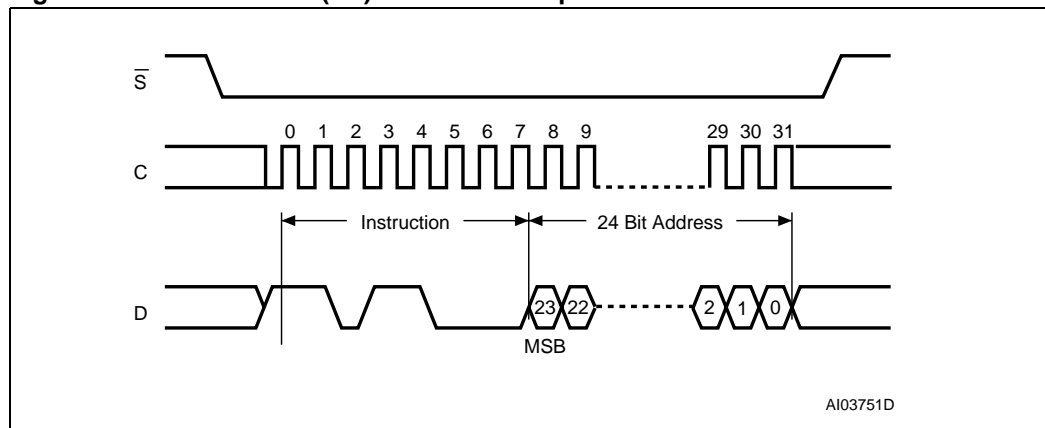 S
0 1 2 3 4 5 6 7 8 9 29 30 31
C
Instruction 24 Bit Address
D
23 22 2 1 0
MSB
AI03751D